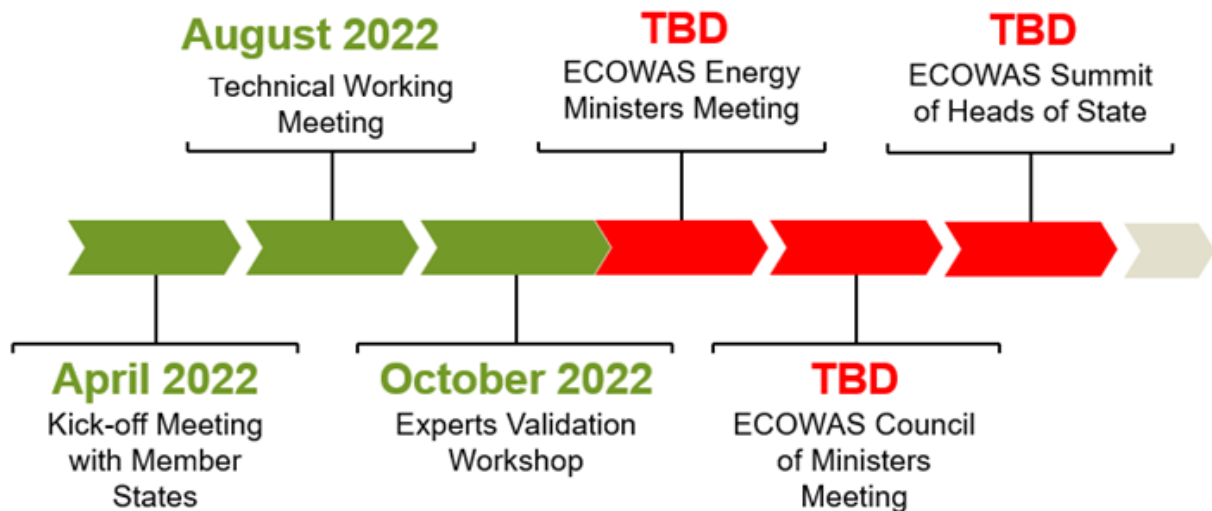 August 2022
Technical Working
Meeting
TBD
ECOWAS Energy
Ministers Meeting
TBD
ECOWAS Summit
of Heads of State
April 2022
Kick-off Meeting
with Member
States
October 2022
Experts Validation
Workshop
TBD
ECOWAS Council
of Ministers
Meeting